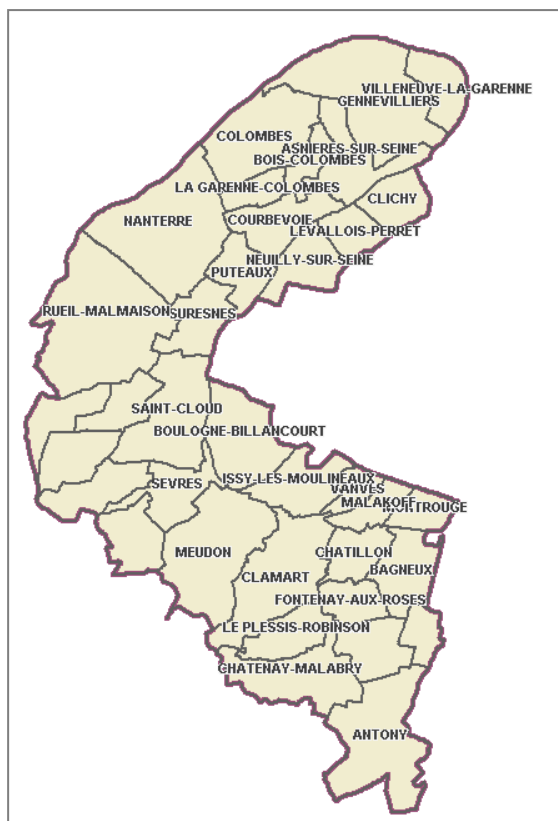 VILLENEUVE-LA-GARENNE
GENNEVILLIERS
COLOMBES
ASNIERES-SUR-SEINE
BOIS-COLOMBES
LA GARENNE-COLOMBES
CLICHY
NANTERRE
COURBEVOIE
LEVALLOIS-PERRET
NEUILLY-SUR-SEINE
PUTEAUX
RUEIL-MALMAISON
SURESNES
SAINT-CLOUD
BOULOGNE-BILLANCOURT
SEVRES
ISSY-LES-MOULINEAUX
VANVES
MALAKOFF
MONTROUGE
MEUDON
CHATILLON
BAGNEUX
CLAMART
FONTENAY-AUX-ROSES
LE PLESSIS-ROBINSON
CHATENAY-MALABRY
ANTONY